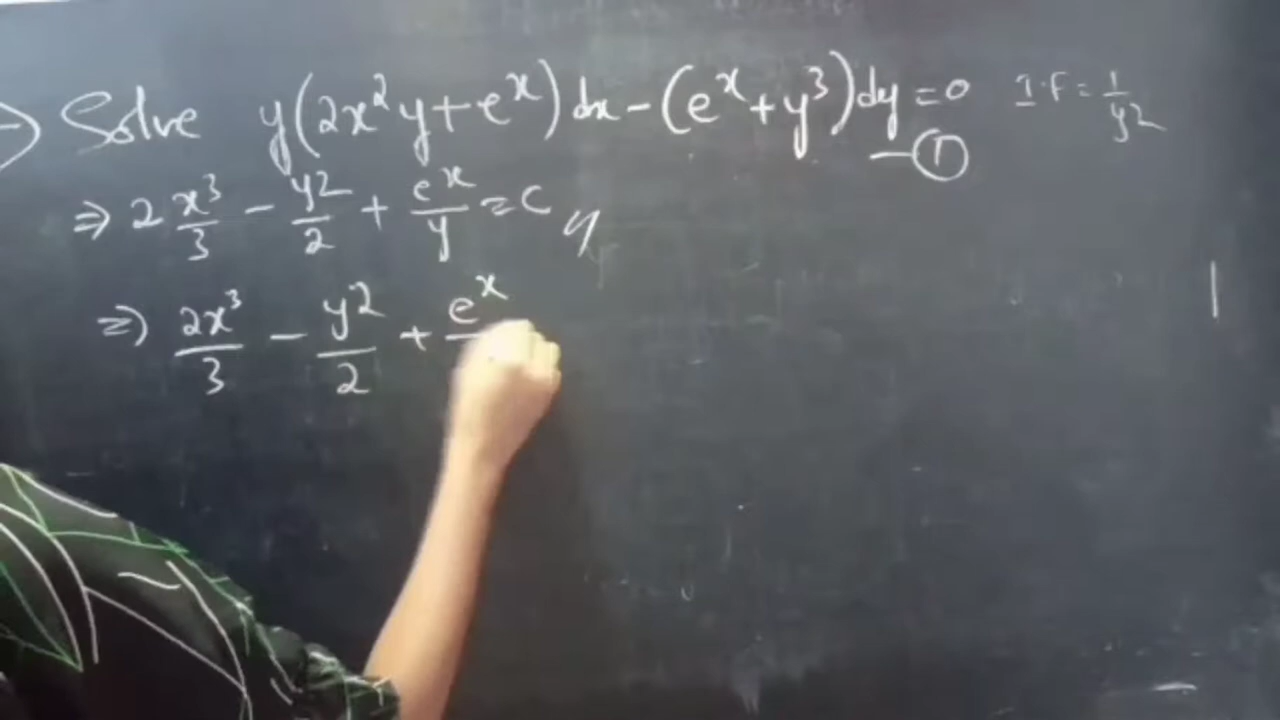 Solve y(2x²y+eˣ)dx-(eˣ+y³)dy=0 I.F=1/y²
—①
⇒ 2 x³/3 - y²/2 + eˣ/y = C
⇒ 2x³/3 - y²/2 + eˣ